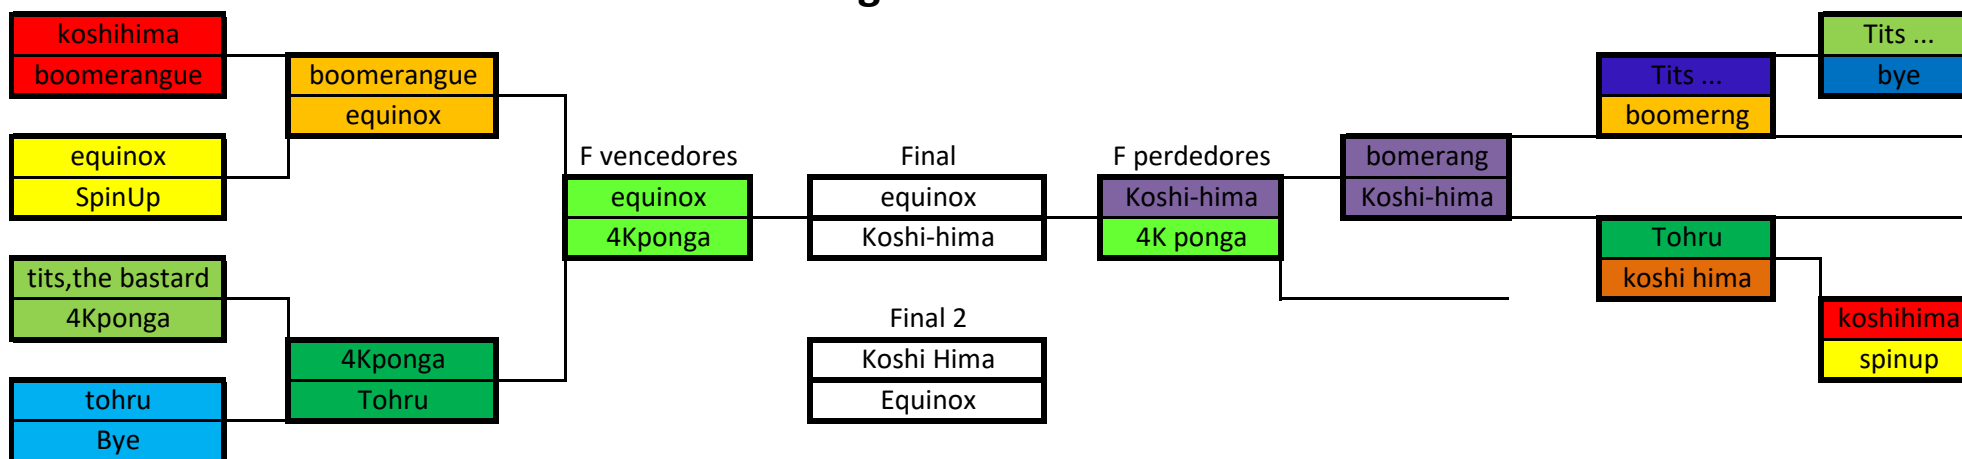 g
koshihima
boomerangue
equinox
SpinUp
tits,the bastard
4Kponga
tohru
Bye
boomerangue
equinox
4Kponga
Tohru
F vencedores
equinox
4Kponga
Final
equinox
Koshi-hima
Final 2
Koshi Hima
Equinox
F perdedores
Koshi-hima
4K ponga
bomerang
Koshi-hima
Tits ...
boomerng
Tohru
koshi hima
Tits ...
bye
koshihima
spinup